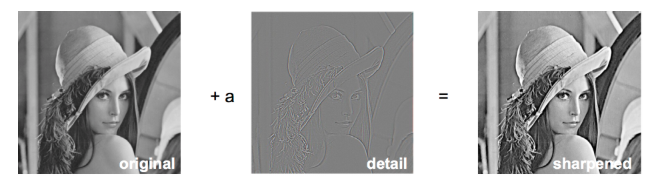 + a
=
original
detail
sharpened